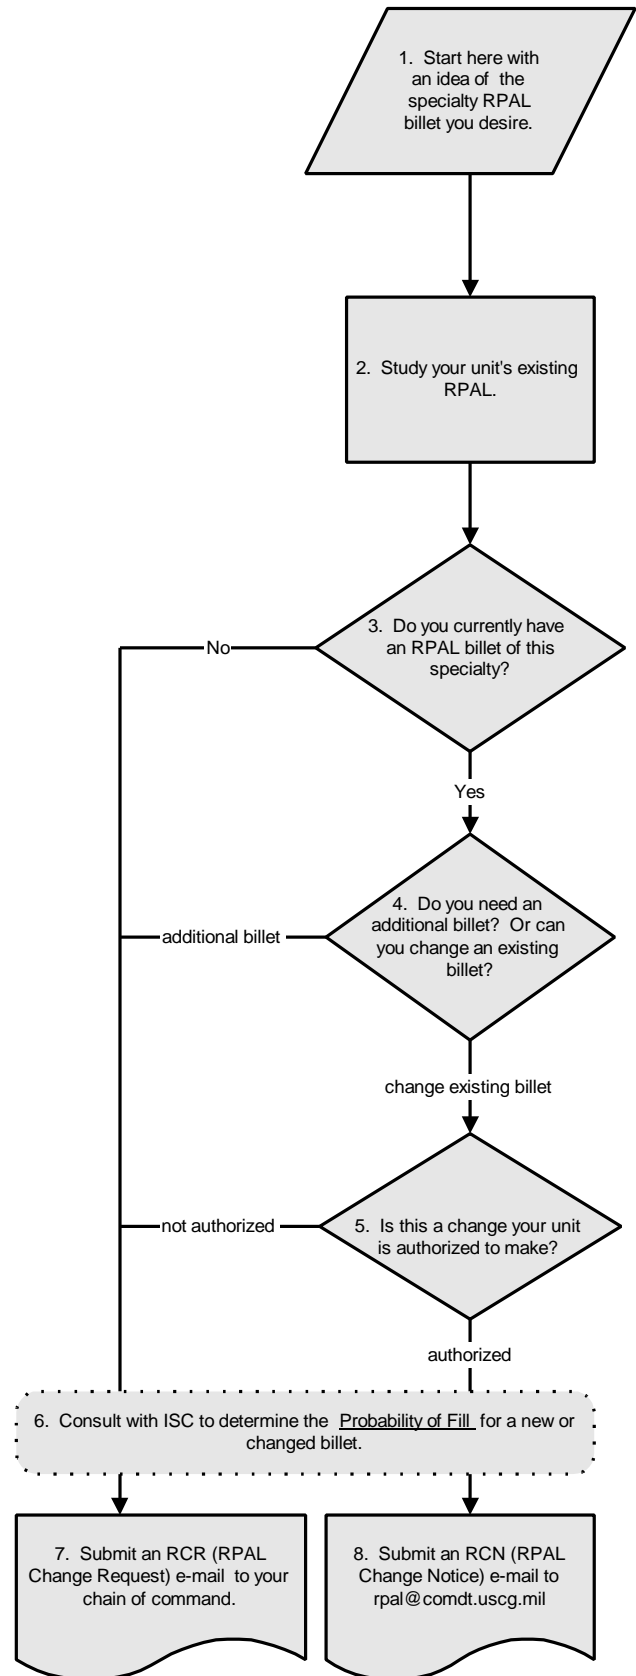 1. Start here with
an idea of the
specialty RPAL
billet you desire.
2. Study your unit's existing
RPAL.
3. Do you currently have
an RPAL billet of this
specialty?
No
Yes
4. Do you need an
additional billet? Or can
you change an existing
billet?
additional billet
change existing billet
5. Is this a change your unit
is authorized to make?
not authorized
authorized
6. Consult with ISC to determine the Probability of Fill for a new or
changed billet.
7. Submit an RCR (RPAL
Change Request) e-mail to your
chain of command.
8. Submit an RCN (RPAL
Change Notice) e-mail to
rpal@comdt.uscg.mil